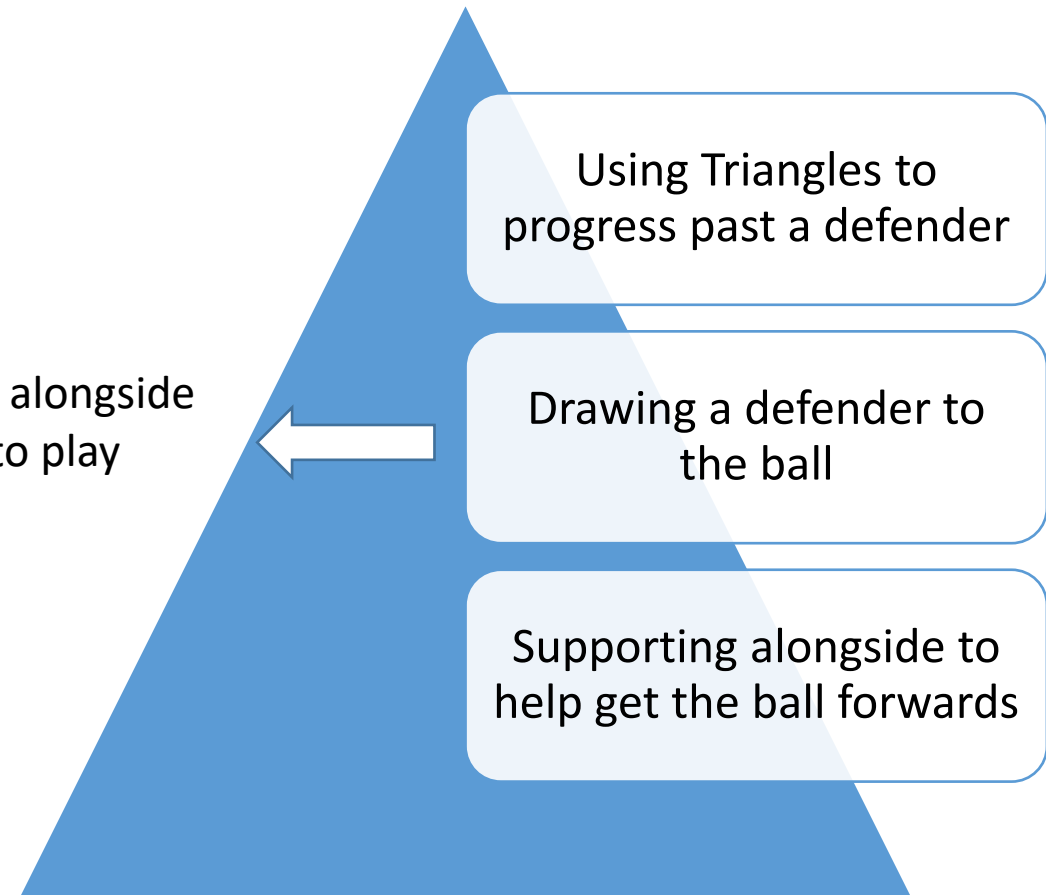 Using Triangles to
progress past a defender
alongside
to play
Drawing a defender to
the ball
Supporting alongside to
help get the ball forwards